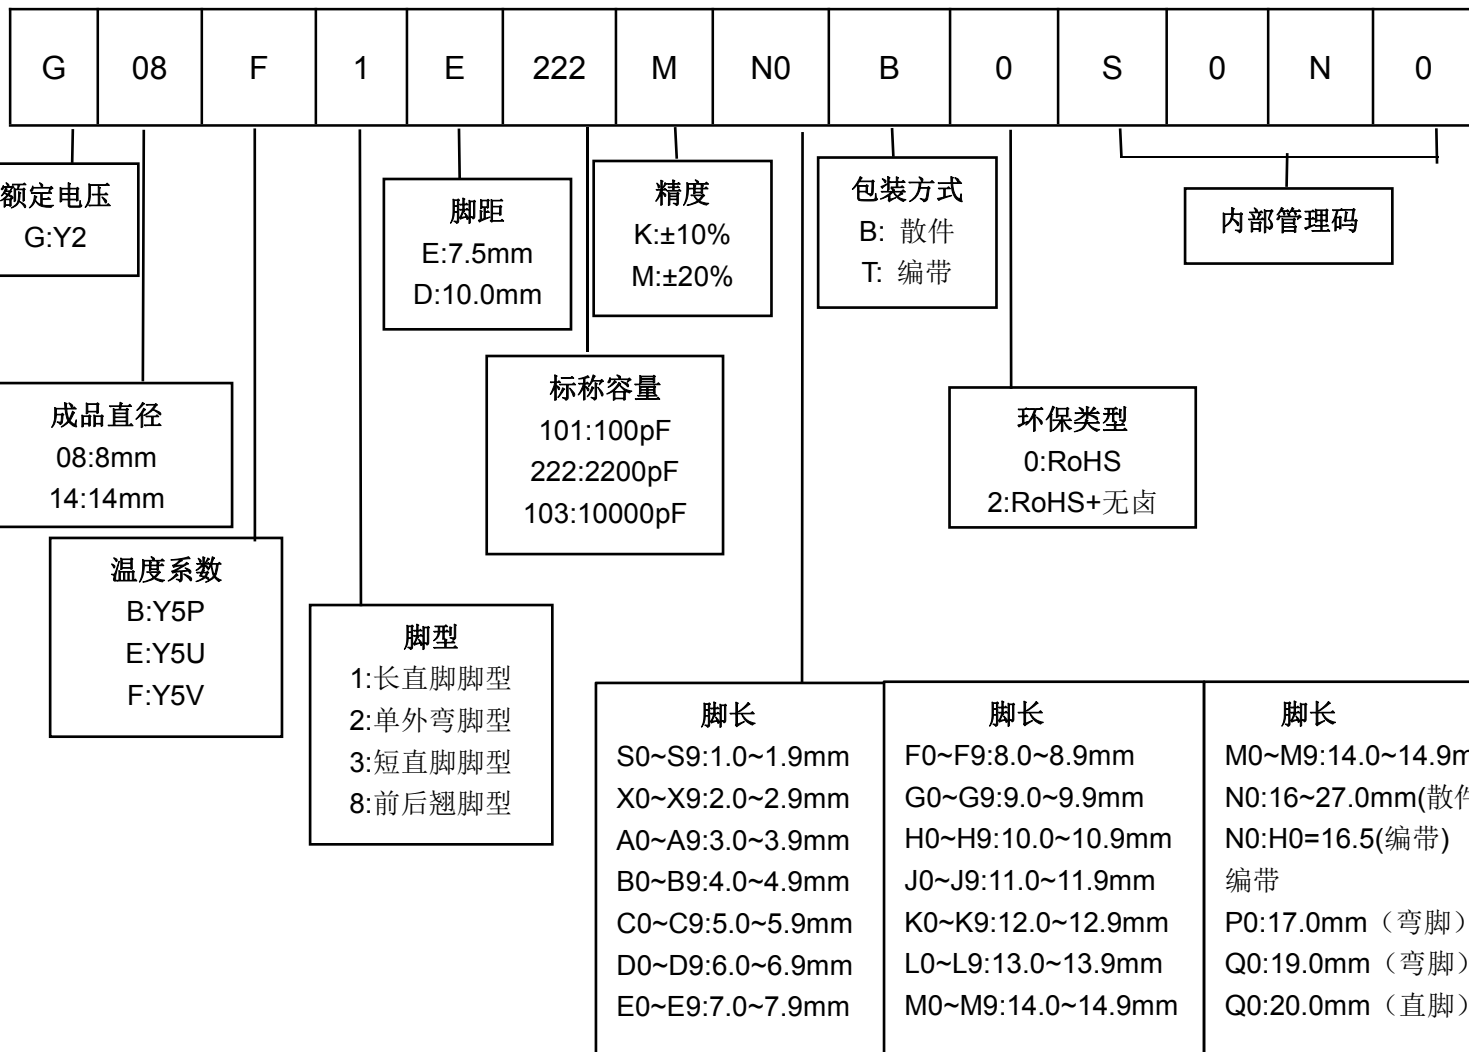 G 08 F 1 E 222 M N0 B 0 S 0 N 0
额定电压
G:Y2
脚距
E:7.5mm
D:10.0mm
精度
K:±10%
M:±20%
包装方式
B: 散件
T: 编带
内部管理码
成品直径
08:8mm
14:14mm
标称容量
101:100pF
222:2200pF
103:10000pF
环保类型
0:RoHS
2:RoHS+无卤
温度系数
B:Y5P
E:Y5U
F:Y5V
脚型
1:长直脚脚型
2:单外弯脚型
3:短直脚脚型
8:前后翘脚型
脚长
S0~S9:1.0~1.9mm
X0~X9:2.0~2.9mm
A0~A9:3.0~3.9mm
B0~B9:4.0~4.9mm
C0~C9:5.0~5.9mm
D0~D9:6.0~6.9mm
E0~E9:7.0~7.9mm
脚长
F0~F9:8.0~8.9mm
G0~G9:9.0~9.9mm
H0~H9:10.0~10.9mm
J0~J9:11.0~11.9mm
K0~K9:12.0~12.9mm
L0~L9:13.0~13.9mm
M0~M9:14.0~14.9mm
脚长
M0~M9:14.0~14.9m
N0:16~27.0mm(散件
N0:H0=16.5(编带)
编带
P0:17.0mm（弯脚）
Q0:19.0mm（弯脚）
Q0:20.0mm（直脚）